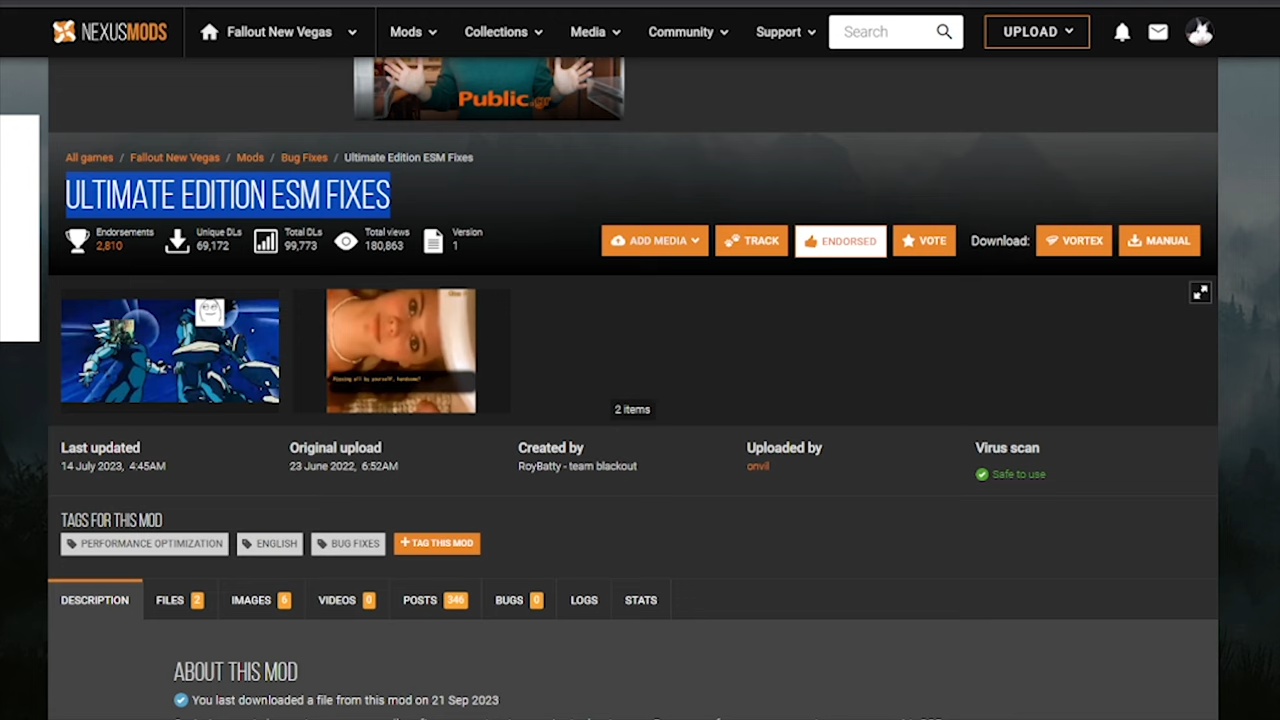 NEXUSMODS
Fallout New Vegas
Mods
Collections
Media
Community
Support
Search
UPLOAD
Public
All games / Fallout New Vegas / Mods / Bug Fixes / Ultimate Edition ESM Fixes
ULTIMATE EDITION ESM FIXES
Endorsements
2,810
Unique DLs
69,172
Total DLs
99,773
Total views
180,863
Version
1
ADD MEDIA
TRACK
ENDORSED
VOTE
Download:
VORTEX
MANUAL
2 items
Last updated
14 July 2023, 4:45AM
Original upload
23 June 2022, 6:52AM
Created by
RoyBatty - team blackout
Uploaded by
onvil
Virus scan
Safe to use
TAGS FOR THIS MOD
PERFORMANCE OPTIMIZATION
ENGLISH
BUG FIXES
+ TAG THIS MOD
DESCRIPTION
FILES 2
IMAGES 6
VIDEOS 0
POSTS 346
BUGS 0
LOGS
STATS
ABOUT THIS MOD
You last downloaded a file from this mod on 21 Sep 2023